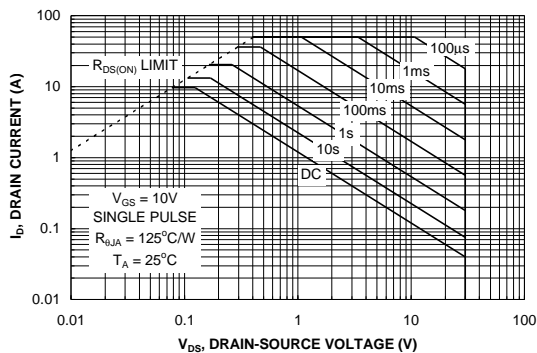 100
10
1
0.1
0.01
I_D, DRAIN CURRENT (A)
R_DS(ON) LIMIT
100μs
1ms
10ms
100ms
1s
10s
DC
V_GS = 10V
SINGLE PULSE
R_θJA = 125°C/W
T_A = 25°C
0.01 0.1 1 10 100
V_DS, DRAIN-SOURCE VOLTAGE (V)